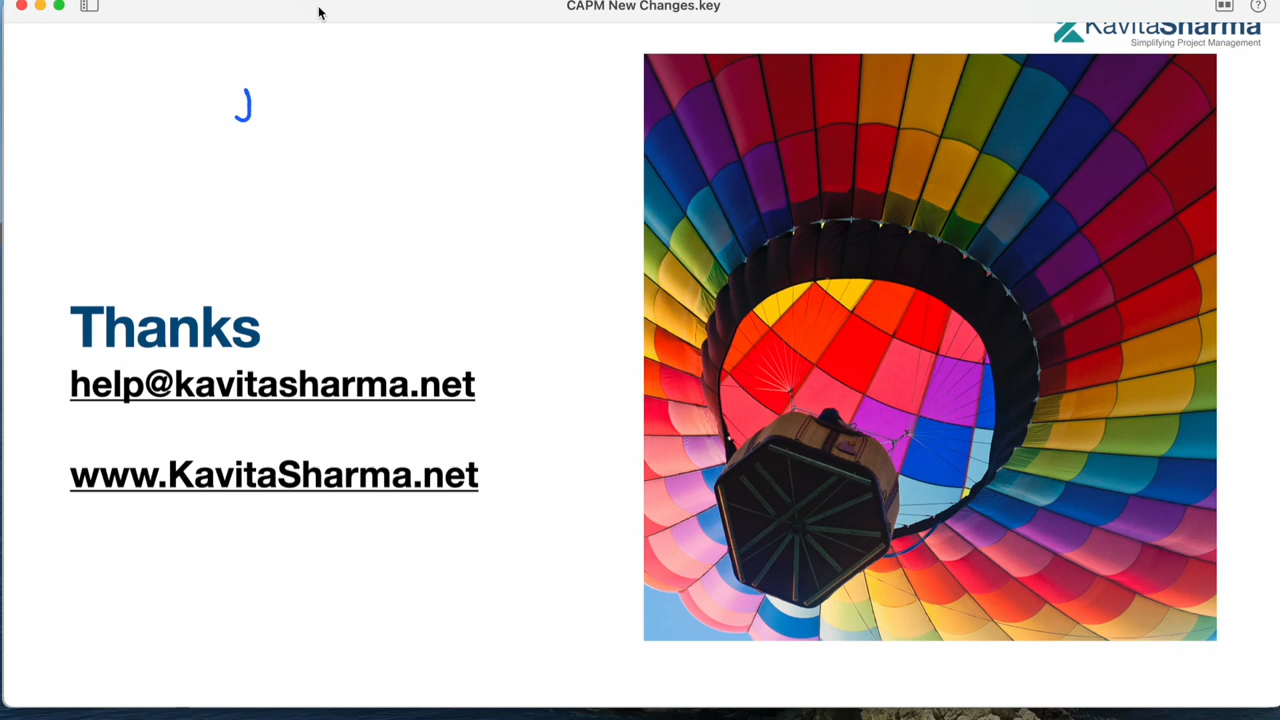 CAPM New Changes.key
KavitaSharma
Simplifying Project Management
J
Thanks
help@kavitasharma.net
www.KavitaSharma.net